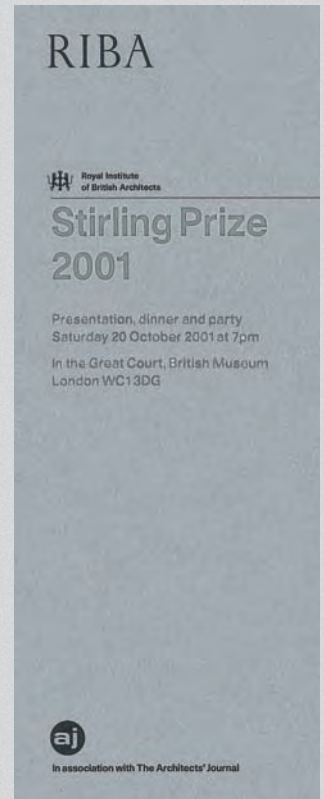 RIBA
Royal Institute
of British Architects
Stirling Prize
2001
Presentation, dinner and party
Saturday 20 October 2001 at 7pm
In the Great Court, British Museum
London WC1 3DG
aj
In association with The Architects' Journal